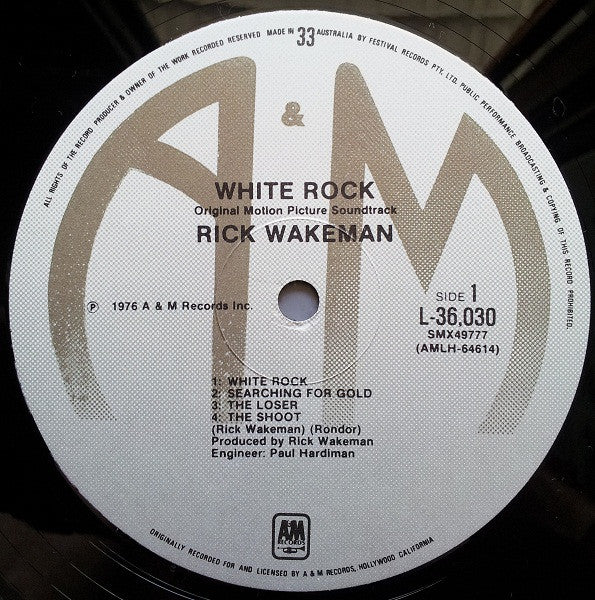 ALL RIGHTS OF THE RECORD PRODUCER & OWNER OF THE WORK RECORDED RESERVED MADE IN 33 AUSTRALIA BY FESTIVAL RECORDS PTY. LTD. PUBLIC PERFORMANCE BROADCASTING & COPYING OF THIS RECORD PROHIBITED.
A & M
WHITE ROCK
Original Motion Picture Soundtrack
RICK WAKEMAN
SIDE 1
Ⓟ 1976 A & M Records Inc.
L-36,030
SMX49777
(AMLH-64614)
1: WHITE ROCK
2: SEARCHING FOR GOLD
3: THE LOSER
4: THE SHOOT
(Rick Wakeman) (Rondor)
Produced by Rick Wakeman
Engineer: Paul Hardiman
A&M
RECORDS
ORIGINALLY RECORDED FOR AND LICENSED BY A & M RECORDS, HOLLYWOOD CALIFORNIA